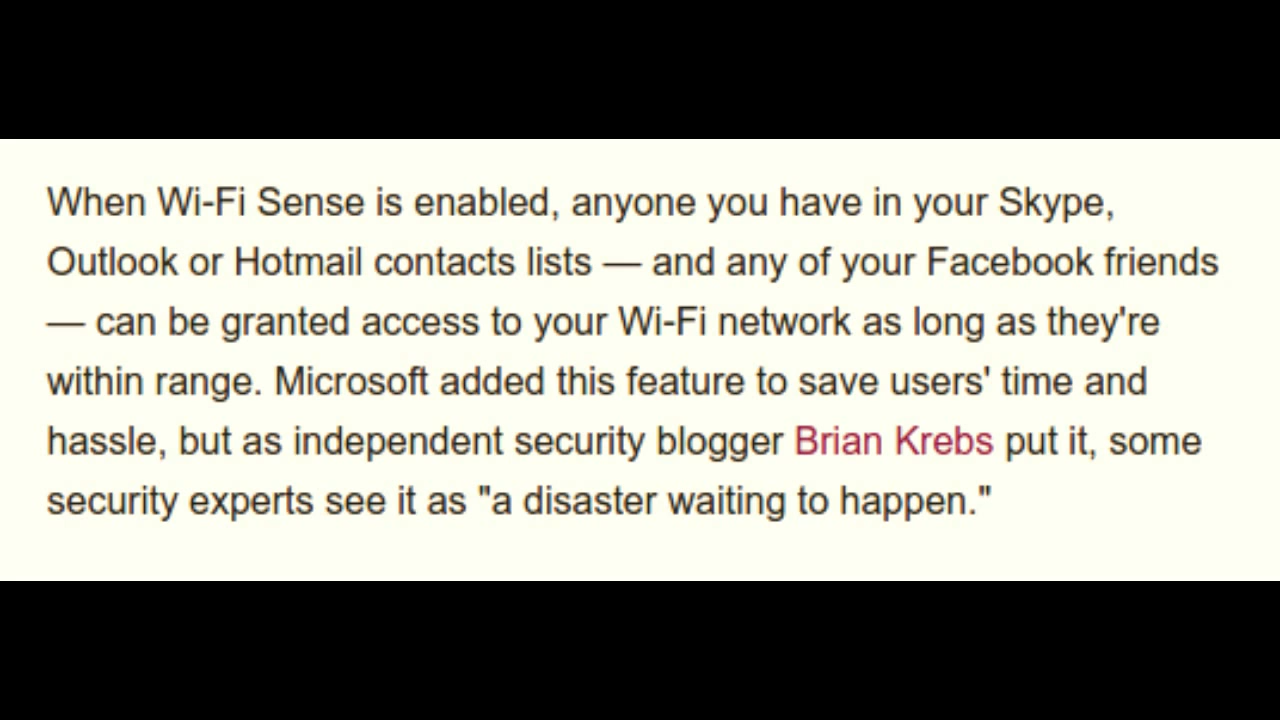 When Wi-Fi Sense is enabled, anyone you have in your Skype,
Outlook or Hotmail contacts lists — and any of your Facebook friends
— can be granted access to your Wi-Fi network as long as they're
within range. Microsoft added this feature to save users' time and
hassle, but as independent security blogger Brian Krebs put it, some
security experts see it as "a disaster waiting to happen."